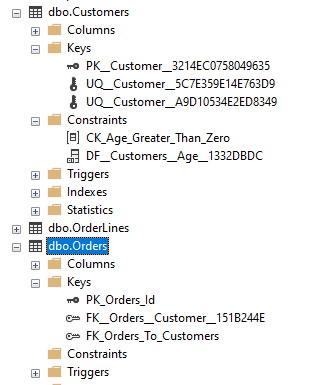 dbo.Customers
Columns
Keys
PK__Customer__3214EC0758049635
UQ__Customer__5C7E359E14E763D9
UQ__Customer__A9D10534E2ED8349
Constraints
CK_Age_Greater_Than_Zero
DF__Customers__Age__1332DBDC
Triggers
Indexes
Statistics
dbo.OrderLines
dbo.Orders
Columns
Keys
PK_Orders_Id
FK__Orders__Customer__151B244E
FK_Orders_To_Customers
Constraints
Triggers